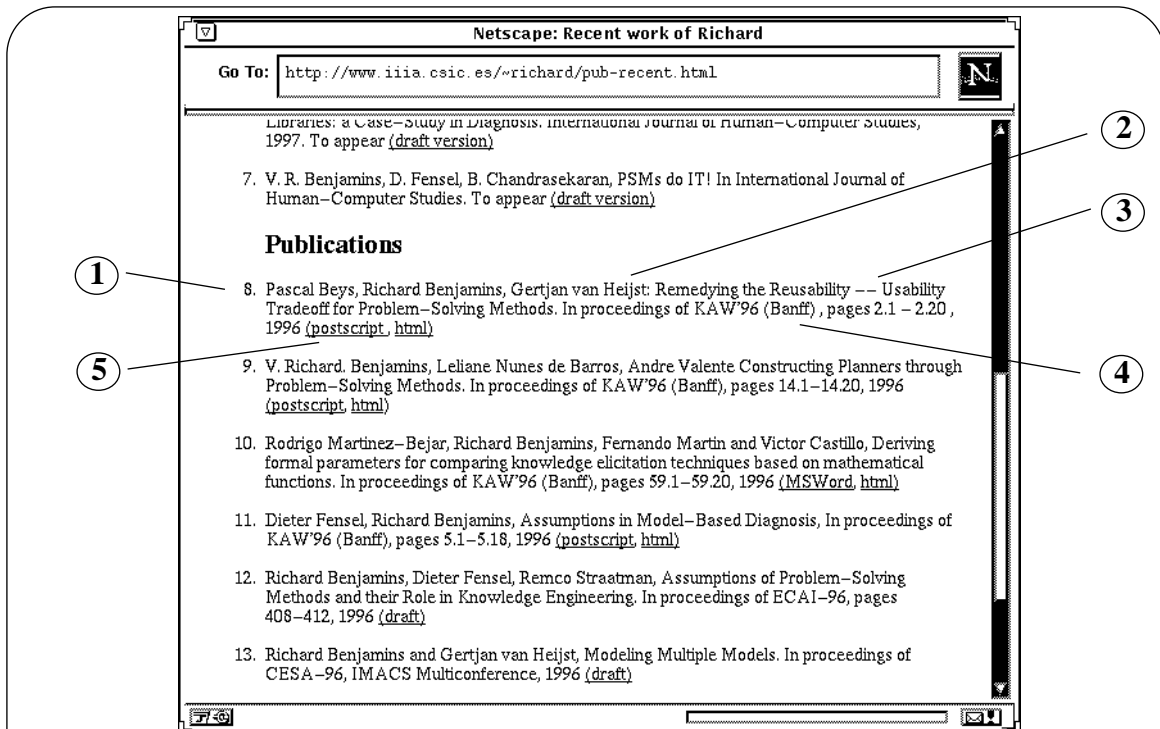 Netscape: Recent work of Richard
Go To: http://www.iiia.csic.es/~richard/pub-recent.html
N
Libraries: a Case-Study in Diagnosis. International Journal of Human-Computer Studies,
1997. To appear (draft version)
2
7. V. R. Benjamins, D. Fensel, B. Chandrasekaran, PSMs do IT! In International Journal of
Human-Computer Studies. To appear (draft version)
3
Publications
1
8. Pascal Beys, Richard Benjamins, Gertjan van Heijst: Remedying the Reusability -- Usability
Tradeoff for Problem-Solving Methods. In proceedings of KAW'96 (Banff) , pages 2.1 - 2.20 ,
1996 (postscript , html)
5
4
9. V. Richard. Benjamins, Leliane Nunes de Barros, Andre Valente Constructing Planners through
Problem-Solving Methods. In proceedings of KAW'96 (Banff), pages 14.1-14.20, 1996
(postscript, html)
10. Rodrigo Martinez-Bejar, Richard Benjamins, Fernando Martin and Victor Castillo, Deriving
formal parameters for comparing knowledge elicitation techniques based on mathematical
functions. In proceedings of KAW'96 (Banff), pages 59.1-59.20, 1996 (MSWord, html)
11. Dieter Fensel, Richard Benjamins, Assumptions in Model-Based Diagnosis, In proceedings of
KAW'96 (Banff), pages 5.1-5.18, 1996 (postscript, html)
12. Richard Benjamins, Dieter Fensel, Remco Straatman, Assumptions of Problem-Solving
Methods and their Role in Knowledge Engineering. In proceedings of ECAI-96, pages
408-412, 1996 (draft)
13. Richard Benjamins and Gertjan van Heijst, Modeling Multiple Models. In proceedings of
CESA-96, IMACS Multiconference, 1996 (draft)